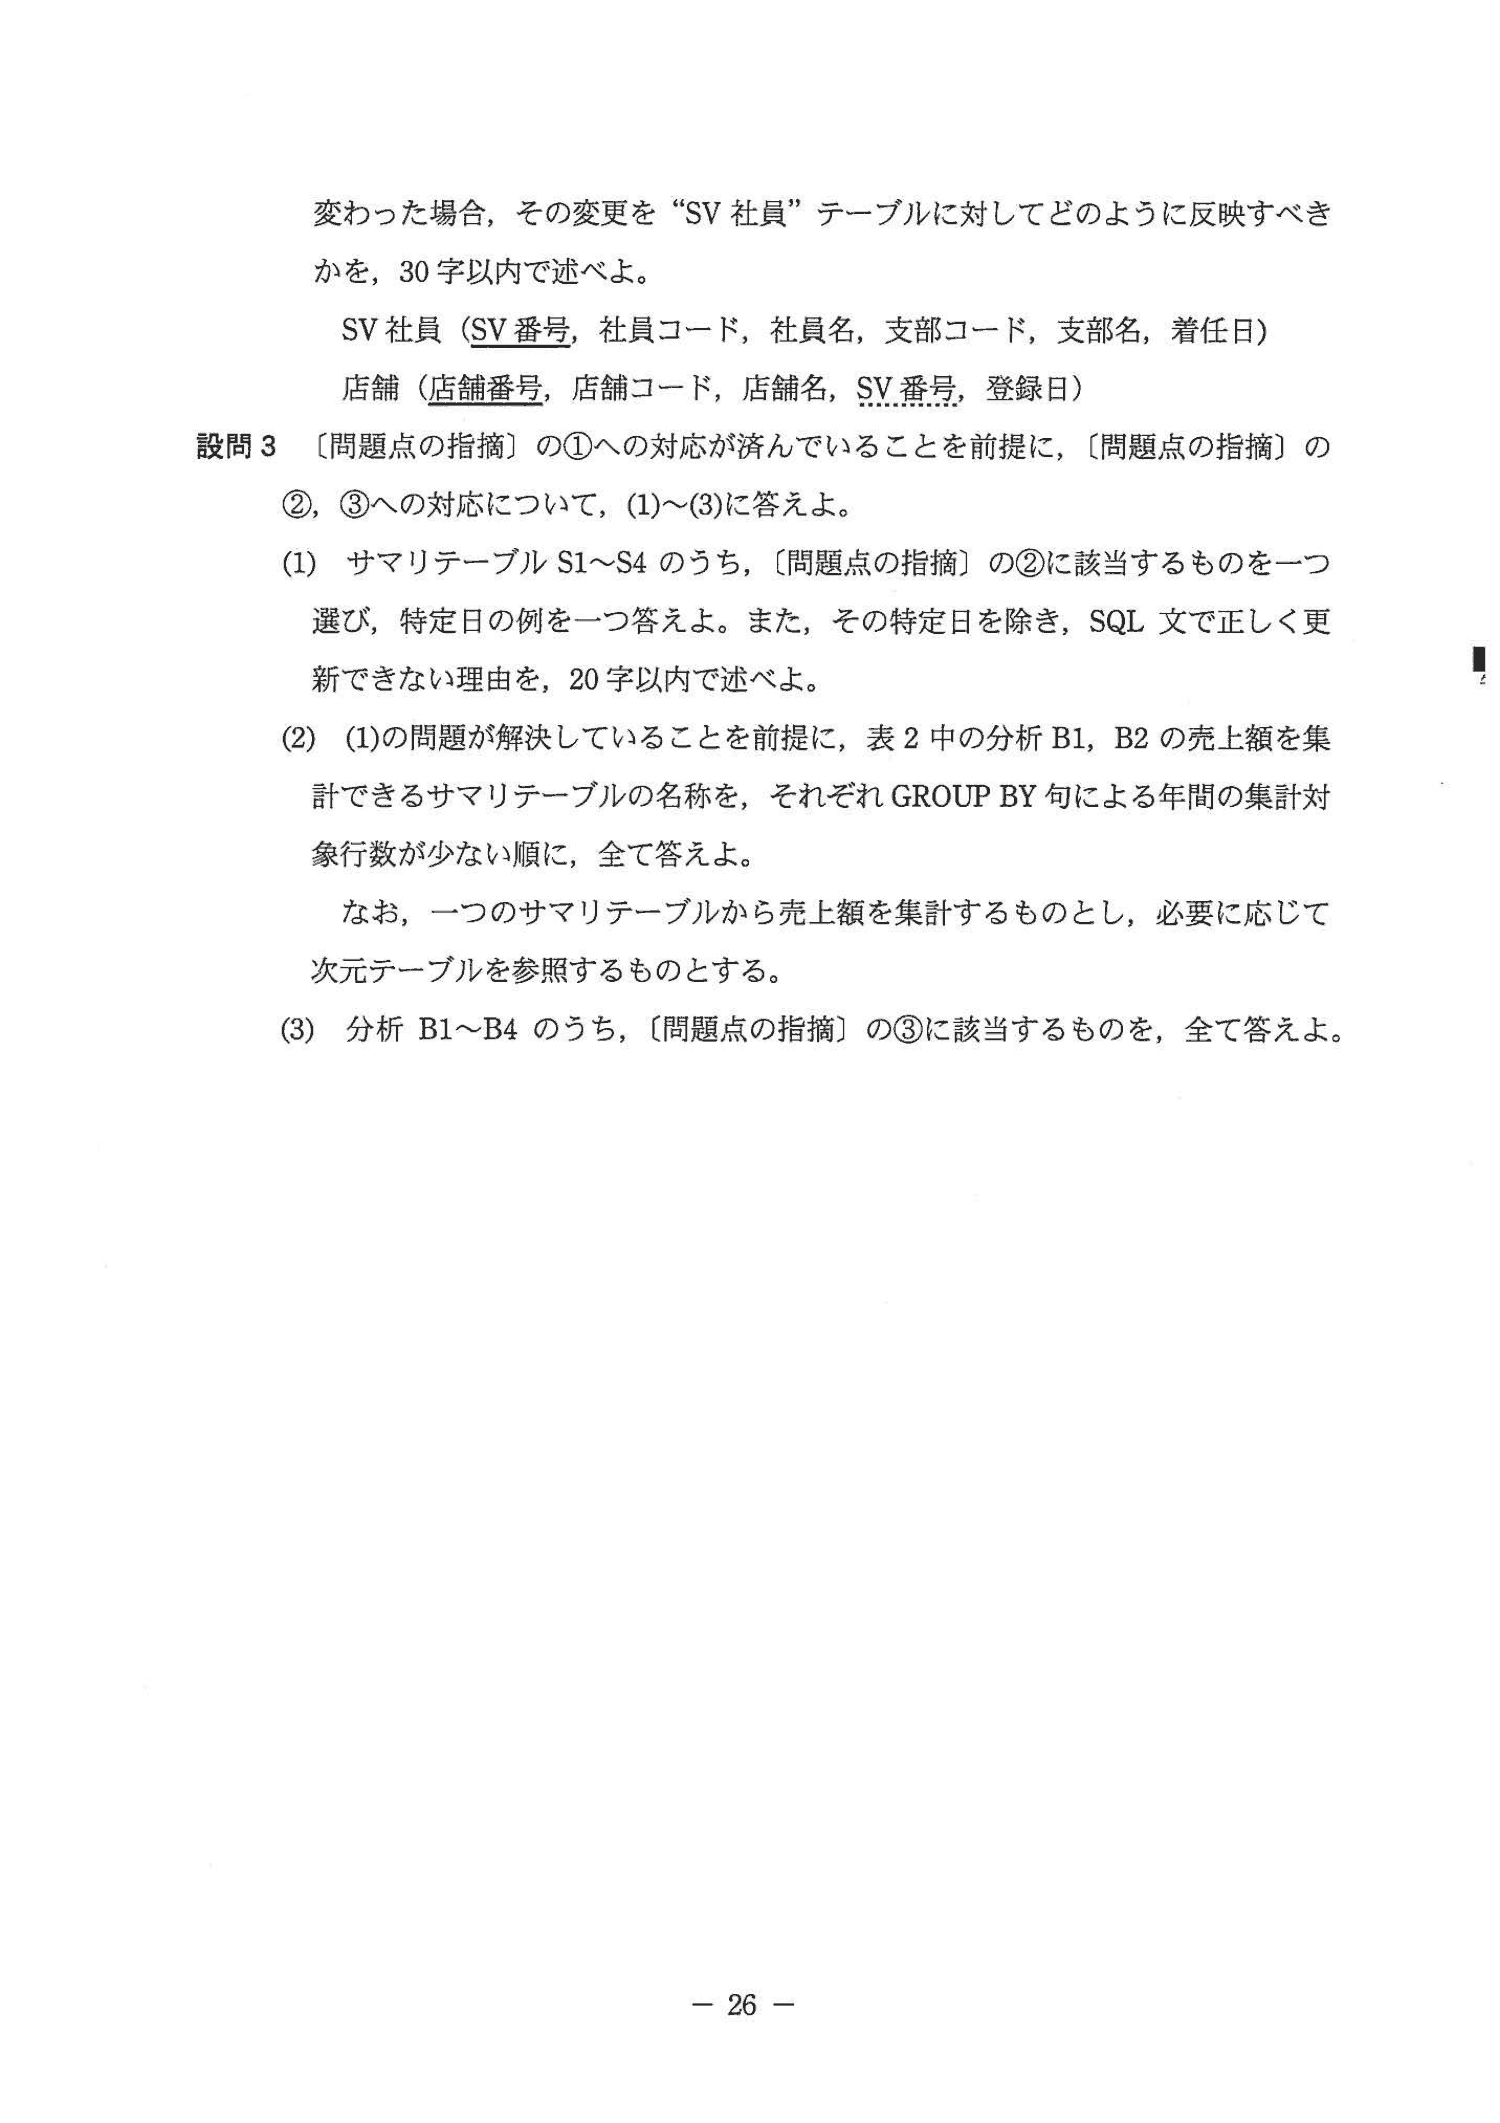 変わった場合，その変更を“SV 社員”テーブルに対してどのように反映すべき
かを，30 字以内で述べよ。
SV 社員（SV 番号，社員コード，社員名，支部コード，支部名，着任日）
店舗（店舗番号，店舗コード，店舗名，SV 番号，登録日）
設問 3 〔問題点の指摘〕の①への対応が済んでいることを前提に，〔問題点の指摘〕の
②，③への対応について，(1)～(3)に答えよ。
(1) サマリテーブル S1～S4 のうち，〔問題点の指摘〕の②に該当するものを一つ
選び，特定日の例を一つ答えよ。また，その特定日を除き，SQL 文で正しく更
新できない理由を，20 字以内で述べよ。
(2) (1)の問題が解決していることを前提に，表 2 中の分析 B1，B2 の売上額を集
計できるサマリテーブルの名称を，それぞれ GROUP BY 句による年間の集計対
象行数が少ない順に，全て答えよ。
なお，一つのサマリテーブルから売上額を集計するものとし，必要に応じて
次元テーブルを参照するものとする。
(3) 分析 B1～B4 のうち，〔問題点の指摘〕の③に該当するものを，全て答えよ。
－ 26 －